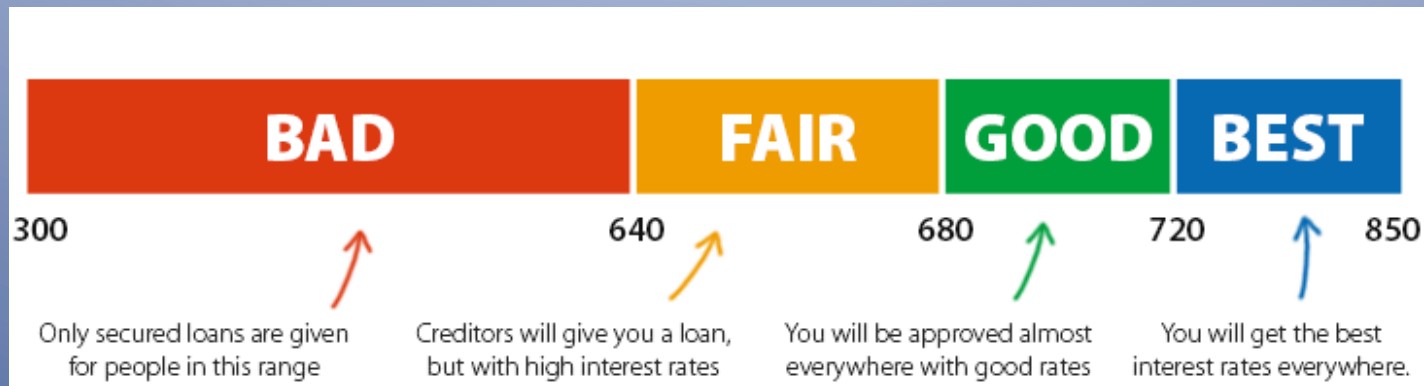 BAD FAIR GOOD BEST
300 640 680 720 850
Only secured loans are given
for people in this range
Creditors will give you a loan,
but with high interest rates
You will be approved almost
everywhere with good rates
You will get the best
interest rates everywhere.